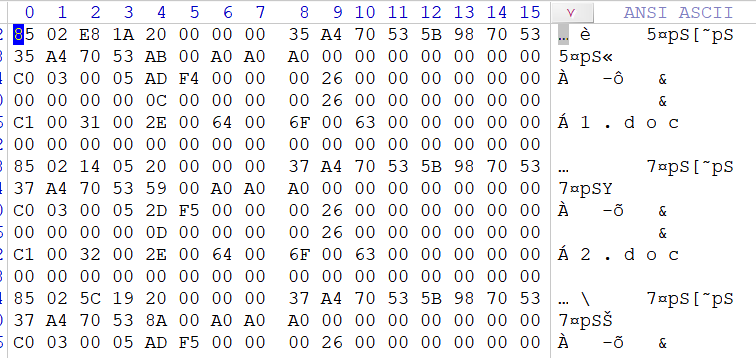 0 1 2 3 4 5 6 7 8 9 10 11 12 13 14 15 ANSI ASCII
85 02 E8 1A 20 00 00 00 35 A4 70 53 5B 98 70 53 … è 5¤pS[˜pS
35 A4 70 53 AB 00 A0 A0 A0 00 00 00 00 00 00 00 5¤pS«
C0 03 00 05 AD F4 00 00 00 26 00 00 00 00 00 00 À -ô &
00 00 00 00 0C 00 00 00 00 26 00 00 00 00 00 00 &
C1 00 31 00 2E 00 64 00 6F 00 63 00 00 00 00 00 Á 1 . d o c
00 00 00 00 00 00 00 00 00 00 00 00 00 00 00 00
85 02 14 05 20 00 00 00 37 A4 70 53 5B 98 70 53 … 7¤pS[˜pS
37 A4 70 53 59 00 A0 A0 A0 00 00 00 00 00 00 00 7¤pSY
C0 03 00 05 2D F5 00 00 00 26 00 00 00 00 00 00 À -õ &
00 00 00 00 0D 00 00 00 00 26 00 00 00 00 00 00 &
C1 00 32 00 2E 00 64 00 6F 00 63 00 00 00 00 00 Á 2 . d o c
00 00 00 00 00 00 00 00 00 00 00 00 00 00 00 00
85 02 5C 19 20 00 00 00 37 A4 70 53 5B 98 70 53 … \ 7¤pS[˜pS
37 A4 70 53 8A 00 A0 A0 A0 00 00 00 00 00 00 00 7¤pSŠ
C0 03 00 05 AD F5 00 00 00 26 00 00 00 00 00 00 À -õ &